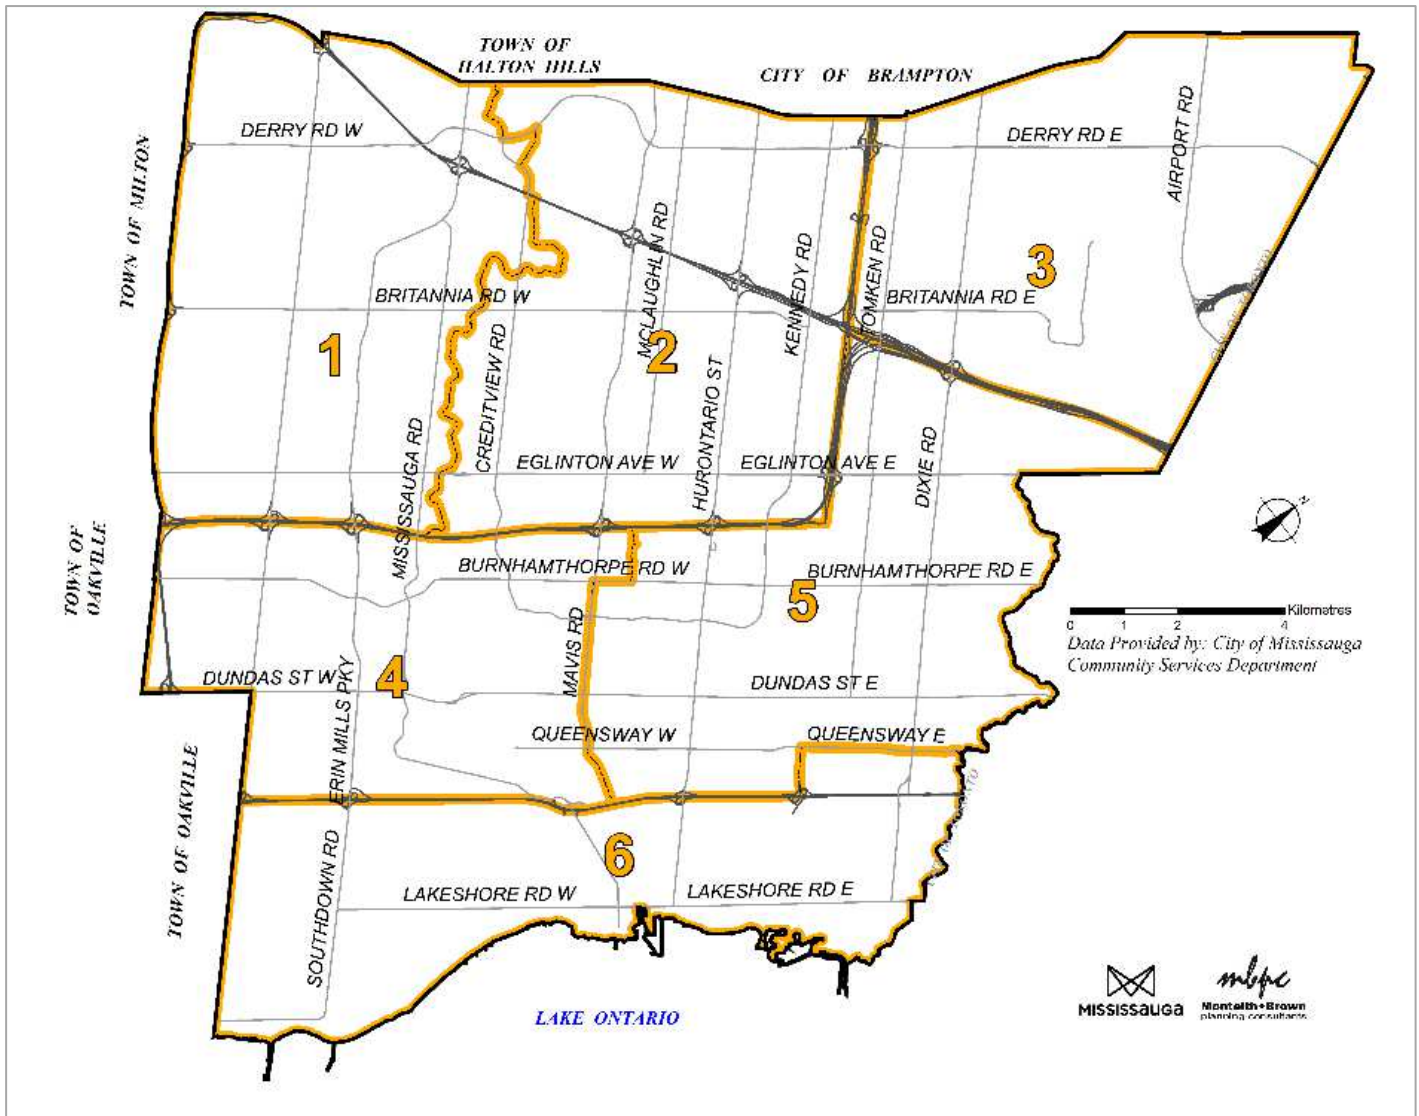 TOWN OF
HALTON HILLS
CITY OF BRAMPTON
DERRY RD W
DERRY RD E
AIRPORT RD
TOWN OF MILTON
MCLAUGHLIN RD
KENNEDY RD
TOMKEN RD
3
BRITANNIA RD W
BRITANNIA RD E
1
2
CREDITVIEW RD
HURONTARIO ST
MISSISSAUGA RD
EGLINTON AVE W
EGLINTON AVE E
DIXIE RD
N
TOWN OF
OAKVILLE
BURNHAMTHORPE RD W
BURNHAMTHORPE RD E
5
Kilometres
0 1 2 4
Data Provided by: City of Mississauga
Community Services Department
MAVIS RD
DUNDAS ST W
4
DUNDAS ST E
ERIN MILLS PKY
QUEENSWAY W
QUEENSWAY E
TOWN OF OAKVILLE
SOUTHDOWN RD
6
LAKESHORE RD W
LAKESHORE RD E
LAKE ONTARIO
MISSISSAUGA
mbpc
Monteith+Brown
planning consultants